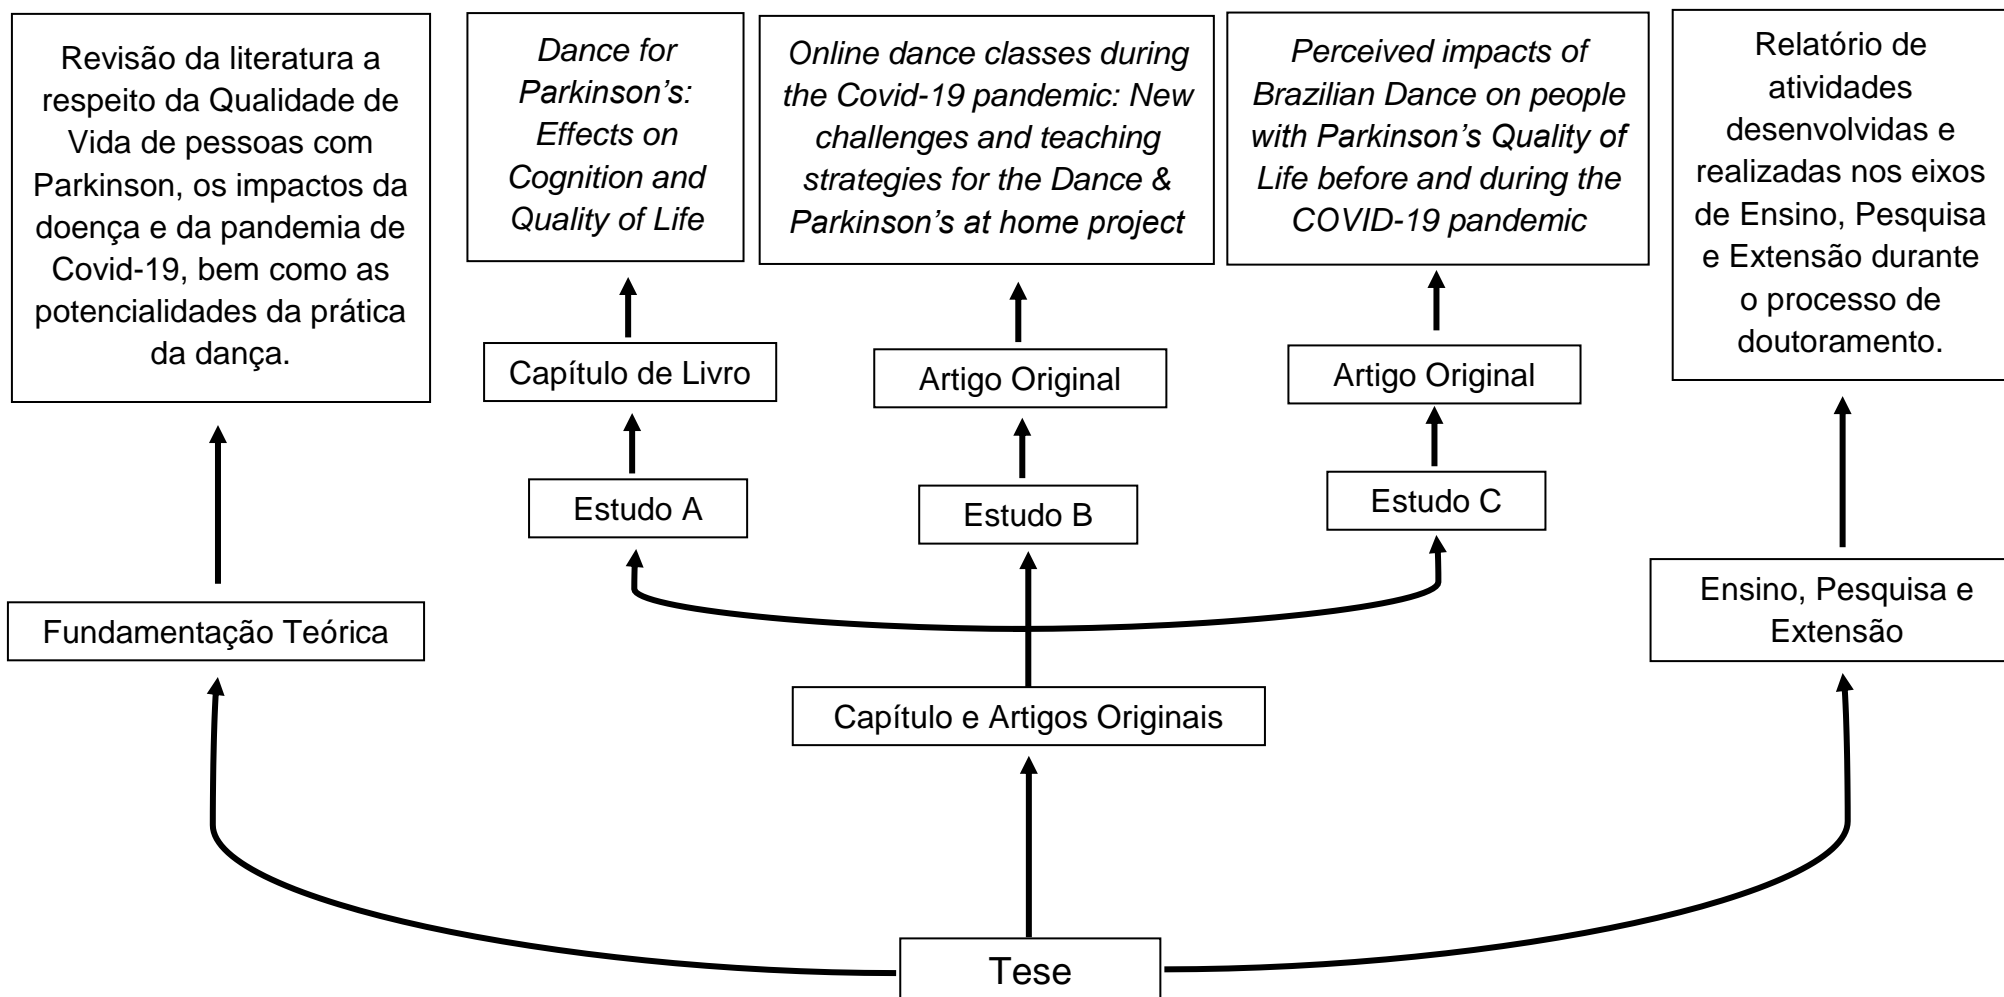 Revisão da literatura a
respeito da Qualidade de
Vida de pessoas com
Parkinson, os impactos da
doença e da pandemia de
Covid-19, bem como as
potencialidades da prática
da dança.
Dance for
Parkinson’s:
Effects on
Cognition and
Quality of Life
Online dance classes during
the Covid-19 pandemic: New
challenges and teaching
strategies for the Dance &
Parkinson’s at home project
Perceived impacts of
Brazilian Dance on people
with Parkinson’s Quality of
Life before and during the
COVID-19 pandemic
Relatório de
atividades
desenvolvidas e
realizadas nos eixos
de Ensino, Pesquisa
e Extensão durante
o processo de
doutoramento.
Capítulo de Livro
Artigo Original
Artigo Original
Estudo A
Estudo B
Estudo C
Fundamentação Teórica
Ensino, Pesquisa e
Extensão
Capítulo e Artigos Originais
Tese